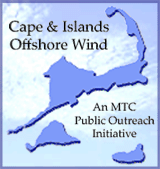 Cape & Islands
Offshore Wind
An MTC
Public Outreach
Initiative